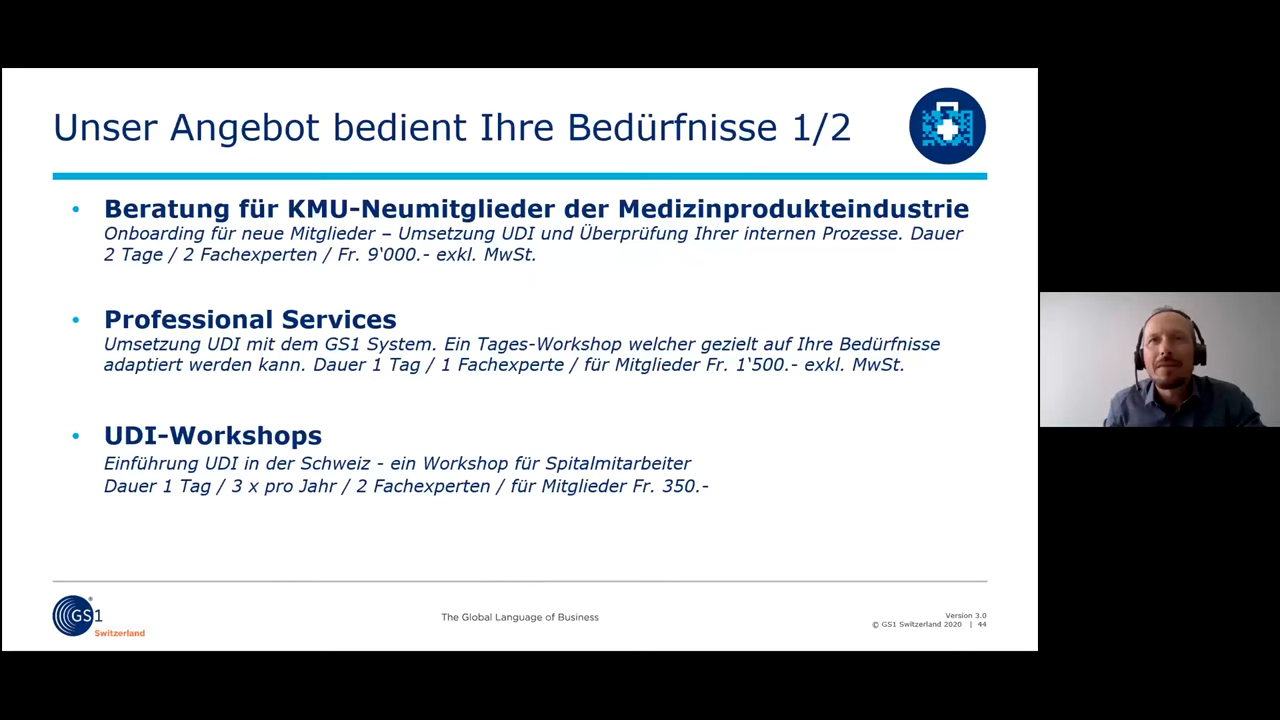 Unser Angebot bedient Ihre Bedürfnisse 1/2
• Beratung für KMU-Neumitglieder der Medizinprodukteindustrie
Onboarding für neue Mitglieder – Umsetzung UDI und Überprüfung Ihrer internen Prozesse. Dauer
2 Tage / 2 Fachexperten / Fr. 9‘000.- exkl. MwSt.
• Professional Services
Umsetzung UDI mit dem GS1 System. Ein Tages-Workshop welcher gezielt auf Ihre Bedürfnisse
adaptiert werden kann. Dauer 1 Tag / 1 Fachexperte / für Mitglieder Fr. 1‘500.- exkl. MwSt.
• UDI-Workshops
Einführung UDI in der Schweiz - ein Workshop für Spitalmitarbeiter
Dauer 1 Tag / 3 x pro Jahr / 2 Fachexperten / für Mitglieder Fr. 350.-
GS1®
Switzerland
The Global Language of Business
Version 3.0
© GS1 Switzerland 2020 | 44